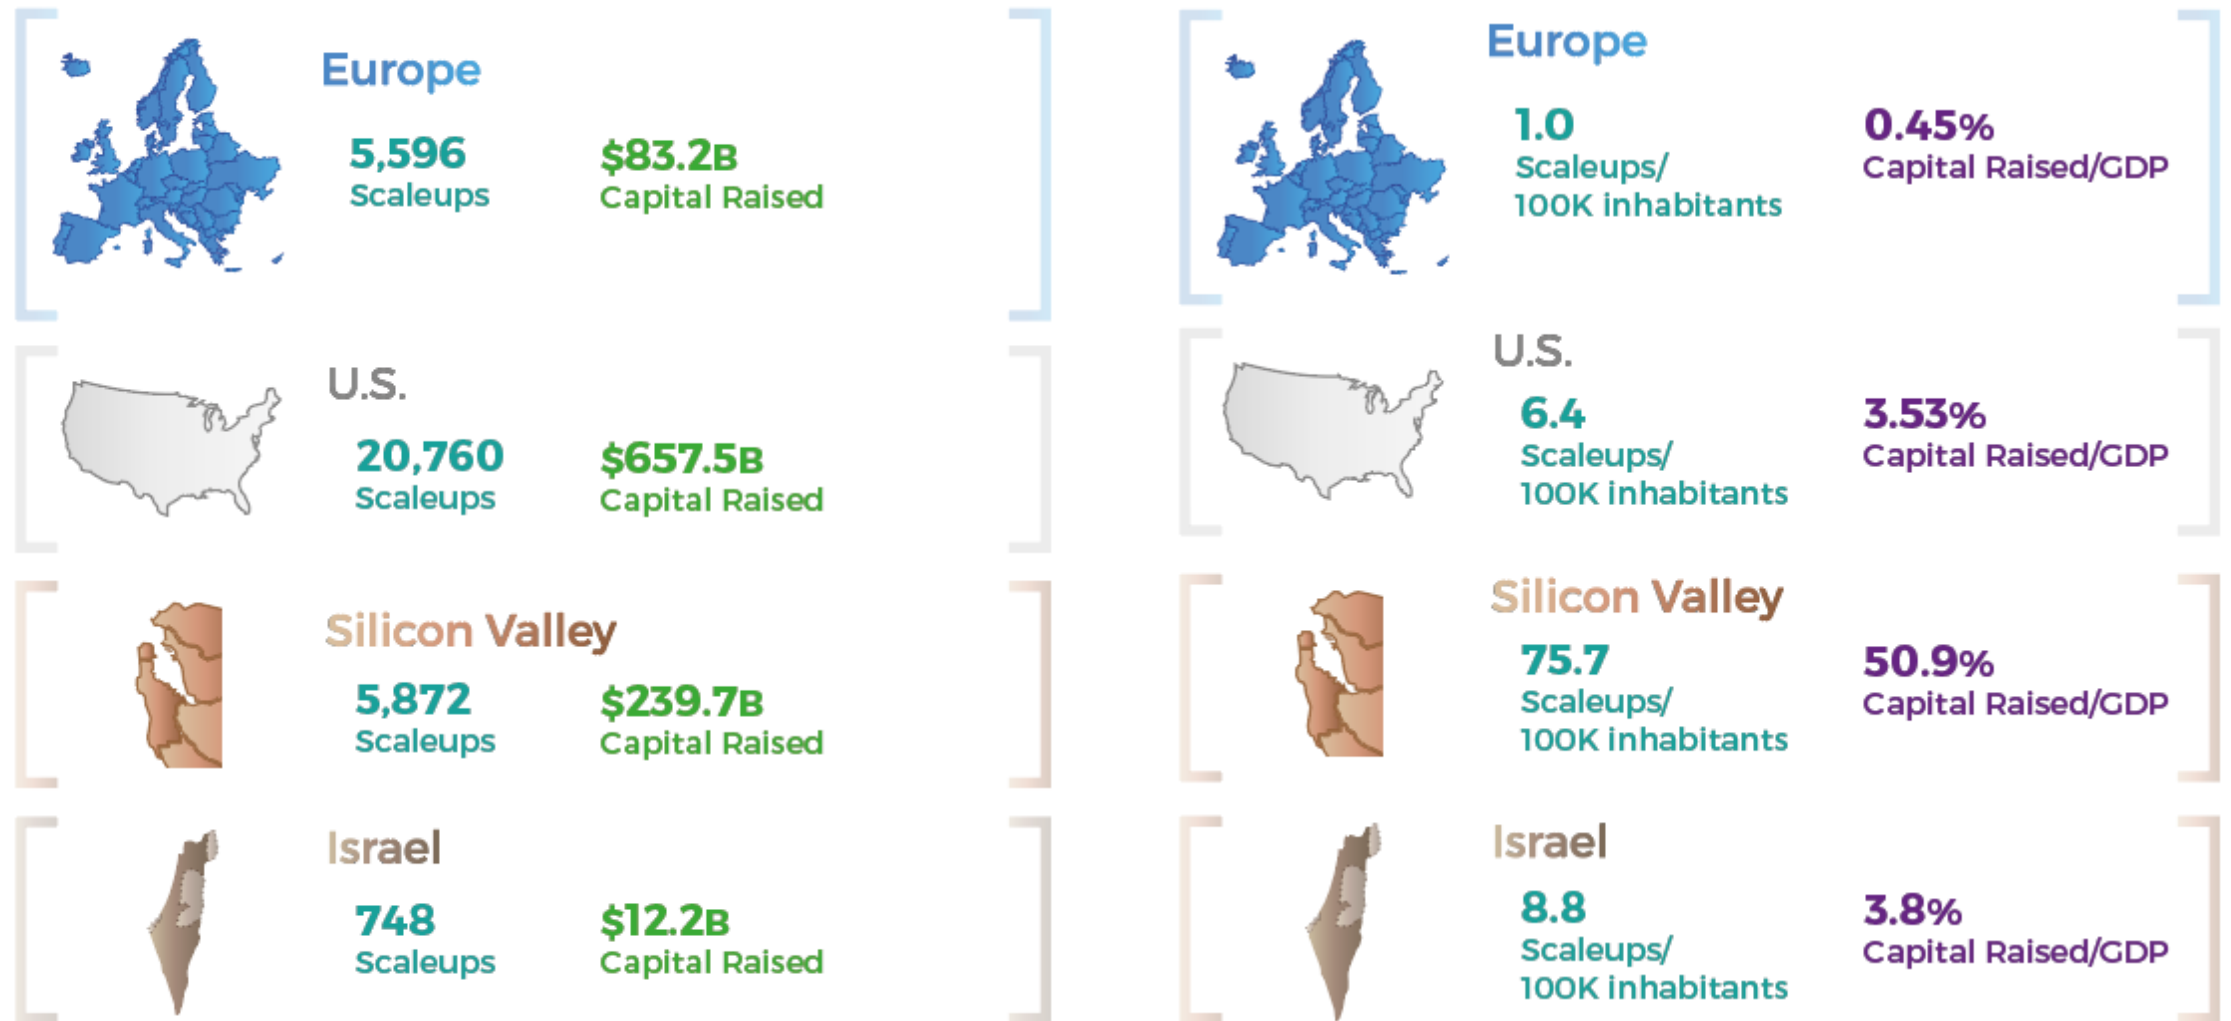 Europe
5,596
Scaleups
$83.2B
Capital Raised
U.S.
20,760
Scaleups
$657.5B
Capital Raised
Silicon Valley
5,872
Scaleups
$239.7B
Capital Raised
Israel
748
Scaleups
$12.2B
Capital Raised
Europe
1.0
Scaleups/
100K inhabitants
0.45%
Capital Raised/GDP
U.S.
6.4
Scaleups/
100K inhabitants
3.53%
Capital Raised/GDP
Silicon Valley
75.7
Scaleups/
100K inhabitants
50.9%
Capital Raised/GDP
Israel
8.8
Scaleups/
100K inhabitants
3.8%
Capital Raised/GDP